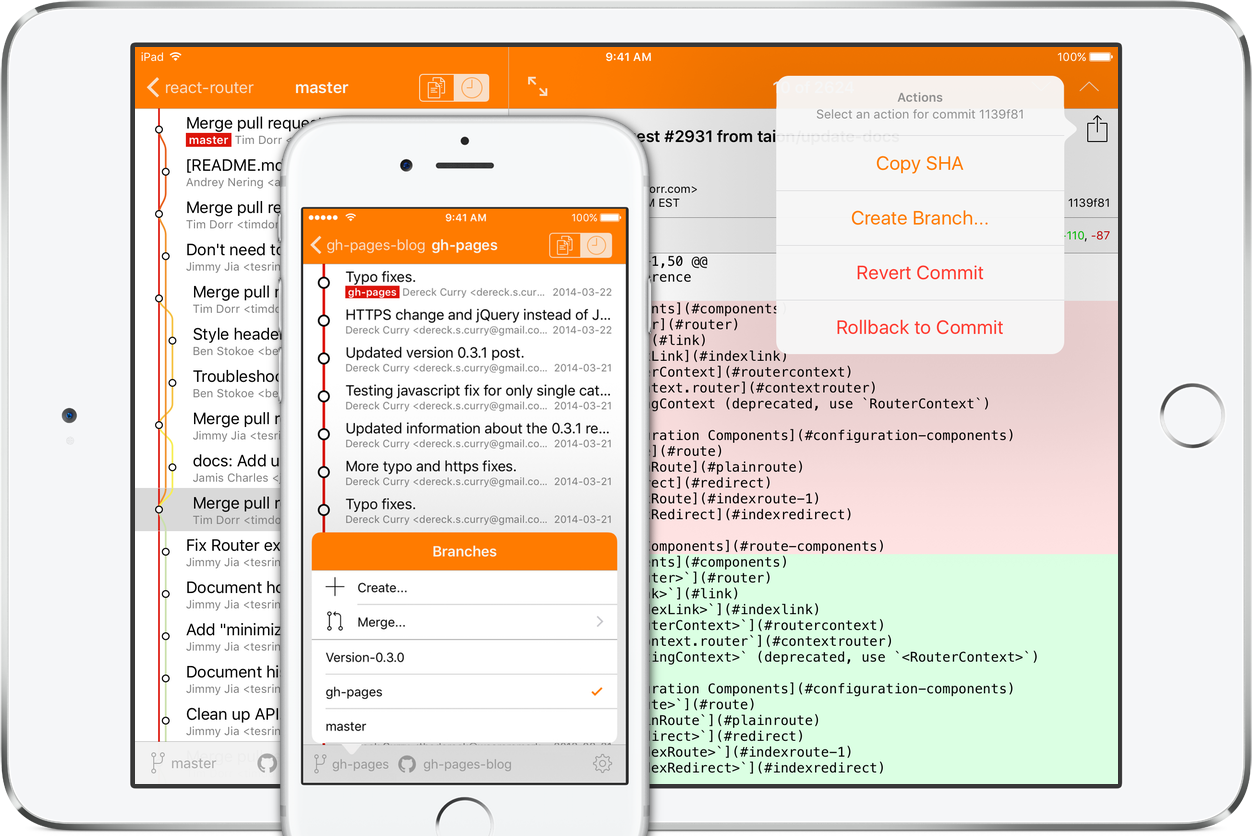 iPad 9:41 AM 100%
react-router master
Merge pull reque
master Tim Dorr
[README.mo
Andrey Nering <a
Merge pull re
Tim Dorr <timdor
Don't need to
Jimmy Jia <tesrin
Merge pull r
Tim Dorr <timdo
Style heade
Ben Stokoe <be
Troubleshoo
Ben Stokoe <be
Merge pull r
Jimmy Jia <tesri
docs: Add u
Jamis Charles <
Merge pull r
Tim Dorr <timdo
Fix Router ex
Jimmy Jia <tesrin
Document ho
Jimmy Jia <tesrin
Add "minimiz
Jimmy Jia <tesrin
Document his
Jimmy Jia <tesrin
Clean up API
Jimmy Jia <tesrin
master
9:41 AM 100%
gh-pages-blog gh-pages
Typo fixes.
gh-pages Dereck Curry <dereck.s.cur... 2014-03-22
HTTPS change and jQuery instead of J...
Dereck Curry <dereck.s.curry@gmail.co... 2014-03-22
Updated version 0.3.1 post.
Dereck Curry <dereck.s.curry@gmail.co... 2014-03-21
Testing javascript fix for only single cat...
Dereck Curry <dereck.s.curry@gmail.co... 2014-03-21
Updated information about the 0.3.1 re...
Dereck Curry <dereck.s.curry@gmail.co... 2014-03-21
More typo and https fixes.
Dereck Curry <dereck.s.curry@gmail.co... 2014-03-21
Typo fixes.
Dereck Curry <dereck.s.curry@gmail.co... 2014-03-21
Branches
Create...
Merge...
Version-0.3.0
gh-pages
master
gh-pages gh-pages-blog
est #2931 from taion/update-docs
orr.com>
M EST
1139f81
-110, -87
Actions
Select an action for commit 1139f81
Copy SHA
Create Branch...
Revert Commit
Rollback to Commit
1,50 @@
rence
nts](#components)
r](#router)
(#link)
Link](#indexlink)
rContext](#routercontext)
text.router](#contextrouter)
gContext (deprecated, use `RouterContext`)
uration Components](#configuration-components)
](#route)
Route](#plainroute)
ect](#redirect)
Route](#indexroute-1)
Redirect](#indexredirect)
omponents](#route-components)
ents](#components)
ter>`](#router)
k>`](#link)
exLink>`](#indexlink)
terContext>`](#routercontext)
ntext.router`](#contextrouter)
ingContext>` (deprecated, use `<RouterContext>`)
uration Components](#configuration-components)
te>`](#route)
nRoute`](#plainroute)
irect>`](#redirect)
exRoute>`](#indexroute-1)
exRedirect>`](#indexredirect)